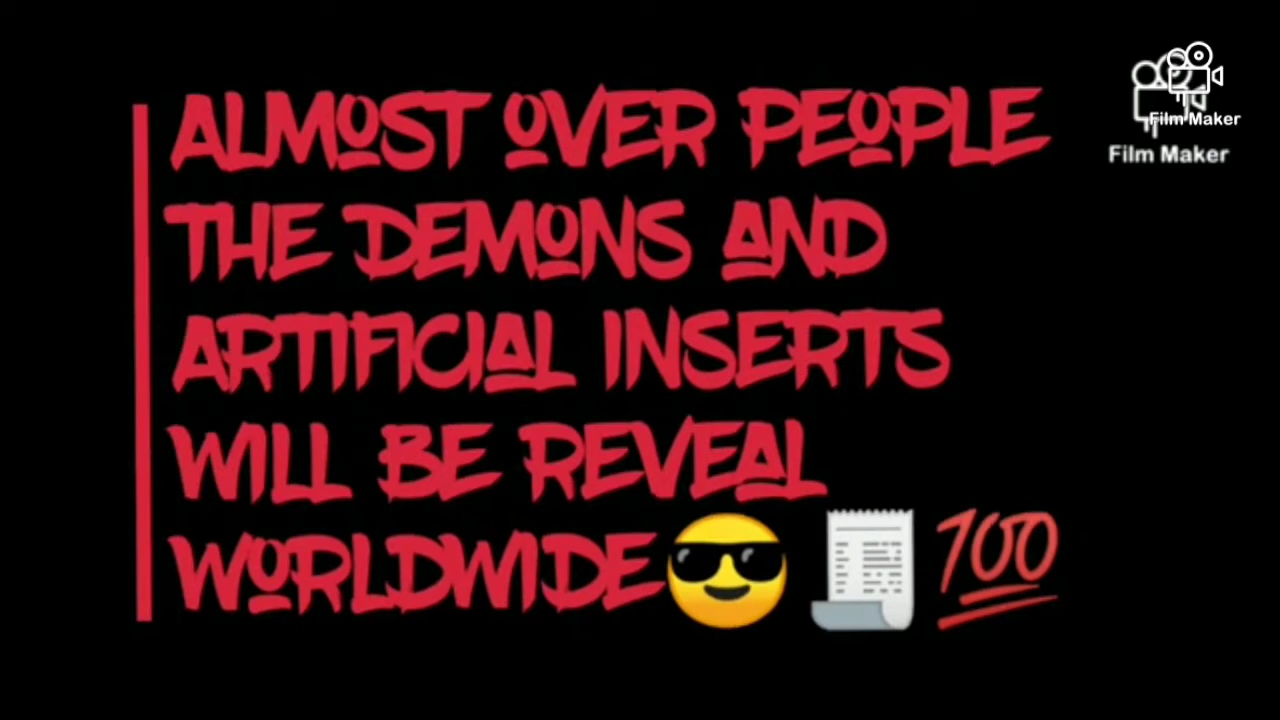 ALMOST OVER PEOPLE
THE DEMONS AND
ARTIFICIAL INSERTS
WILL BE REVEAL
WORLDWIDE😎 🧾 💯
Film Maker
Film Maker